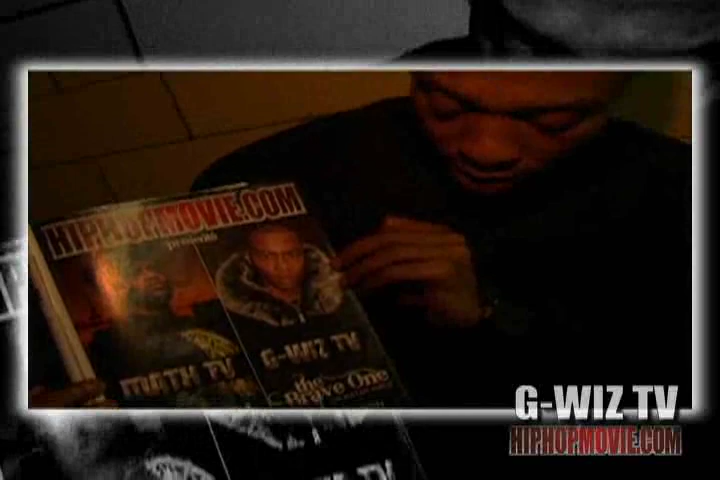 HIPHOPMOVIE.COM
presents
MATH TV
G-WIZ TV
the
Brave One
G-WIZ TV
HIPHOPMOVIE.COM